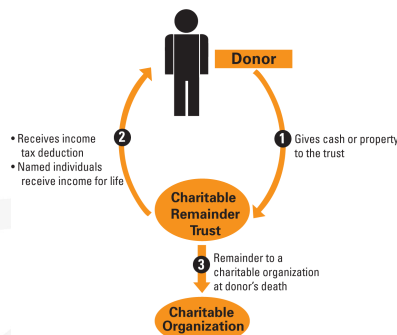 Donor
1
Gives cash or property
to the trust
2
• Receives income
tax deduction
• Named individuals
receive income for life
Charitable
Remainder
Trust
3
Remainder to a
charitable organization
at donor's death
Charitable
Organization